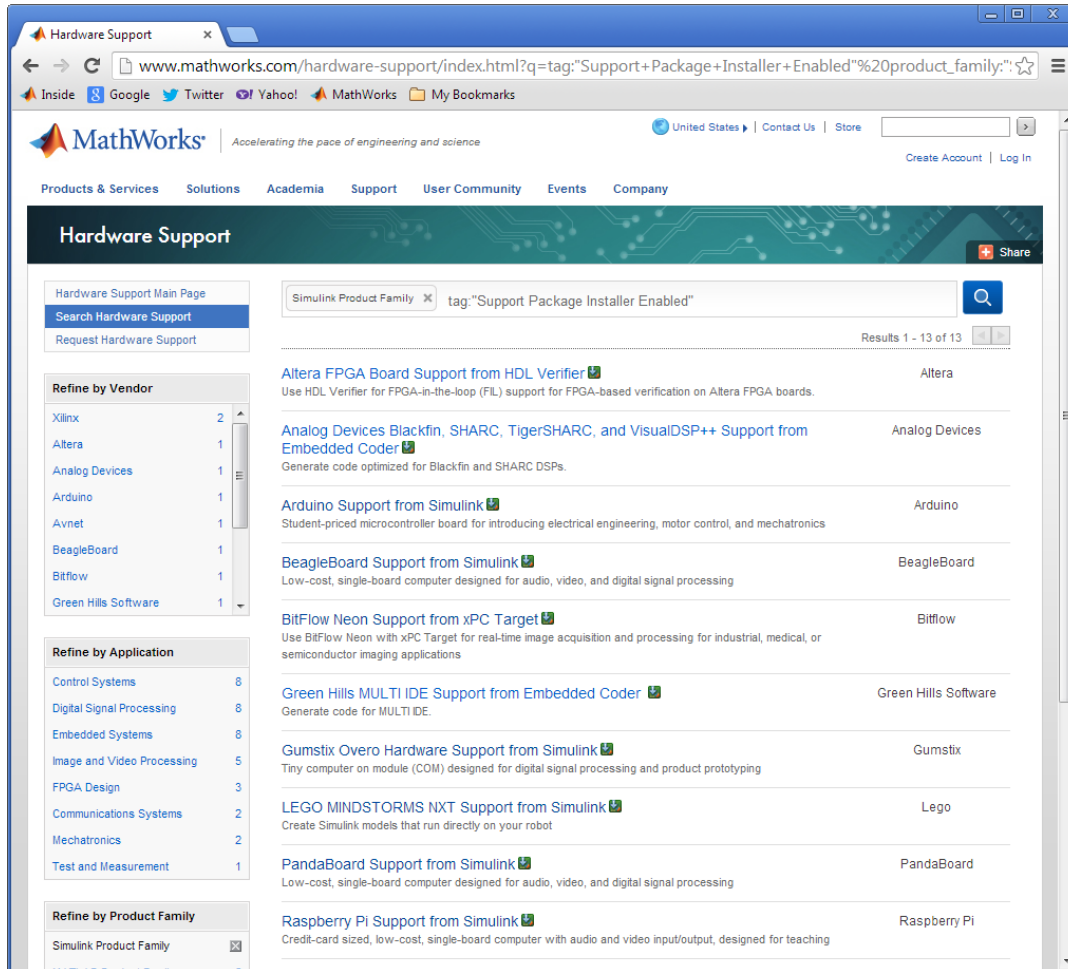 Hardware Support
www.mathworks.com/hardware-support/index.html?q=tag:"Support+Package+Installer+Enabled"%20product_family:"
Inside Google Twitter Yahoo! MathWorks My Bookmarks
MathWorks® Accelerating the pace of engineering and science
United States | Contact Us | Store
Create Account | Log In
Products & Services Solutions Academia Support User Community Events Company
Hardware Support
Share
Hardware Support Main Page
Search Hardware Support
Request Hardware Support
Refine by Vendor
Xilinx 2
Altera 1
Analog Devices 1
Arduino 1
Avnet 1
BeagleBoard 1
Bitflow 1
Green Hills Software 1
Refine by Application
Control Systems 8
Digital Signal Processing 8
Embedded Systems 8
Image and Video Processing 5
FPGA Design 3
Communications Systems 2
Mechatronics 2
Test and Measurement 1
Refine by Product Family
Simulink Product Family
Simulink Product Family tag:"Support Package Installer Enabled"
Results 1 - 13 of 13
Altera FPGA Board Support from HDL Verifier Altera
Use HDL Verifier for FPGA-in-the-loop (FIL) support for FPGA-based verification on Altera FPGA boards.
Analog Devices Blackfin, SHARC, TigerSHARC, and VisualDSP++ Support from Analog Devices
Embedded Coder
Generate code optimized for Blackfin and SHARC DSPs.
Arduino Support from Simulink Arduino
Student-priced microcontroller board for introducing electrical engineering, motor control, and mechatronics
BeagleBoard Support from Simulink BeagleBoard
Low-cost, single-board computer designed for audio, video, and digital signal processing
BitFlow Neon Support from xPC Target Bitflow
Use BitFlow Neon with xPC Target for real-time image acquisition and processing for industrial, medical, or
semiconductor imaging applications
Green Hills MULTI IDE Support from Embedded Coder Green Hills Software
Generate code for MULTI IDE.
Gumstix Overo Hardware Support from Simulink Gumstix
Tiny computer on module (COM) designed for digital signal processing and product prototyping
LEGO MINDSTORMS NXT Support from Simulink Lego
Create Simulink models that run directly on your robot
PandaBoard Support from Simulink PandaBoard
Low-cost, single-board computer designed for audio, video, and digital signal processing
Raspberry Pi Support from Simulink Raspberry Pi
Credit-card sized, low-cost, single-board computer with audio and video input/output, designed for teaching